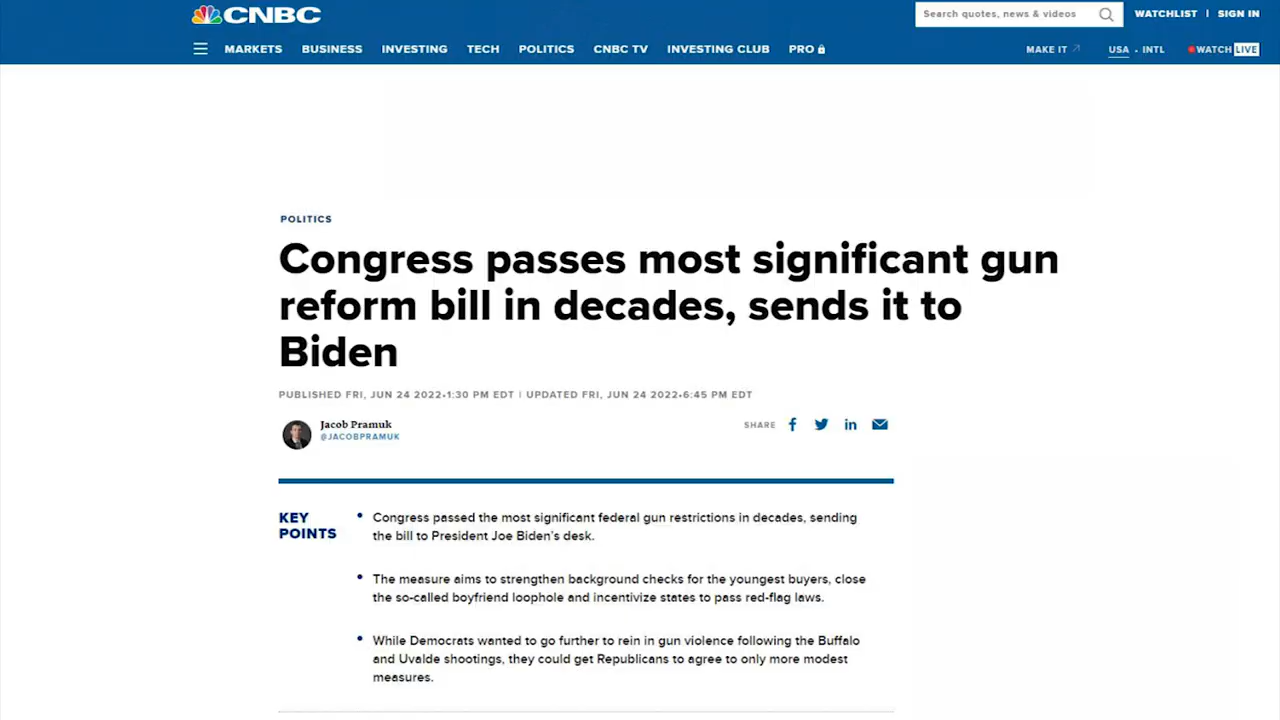 CNBC
Search quotes, news & videos
WATCHLIST | SIGN IN
MARKETS BUSINESS INVESTING TECH POLITICS CNBC TV INVESTING CLUB PRO
MAKE IT USA • INTL WATCH LIVE
POLITICS
Congress passes most significant gun
reform bill in decades, sends it to
Biden
PUBLISHED FRI, JUN 24 2022•1:30 PM EDT | UPDATED FRI, JUN 24 2022•6:45 PM EDT
Jacob Pramuk
@JACOBPRAMUK
SHARE
KEY
POINTS
• Congress passed the most significant federal gun restrictions in decades, sending
the bill to President Joe Biden's desk.
• The measure aims to strengthen background checks for the youngest buyers, close
the so-called boyfriend loophole and incentivize states to pass red-flag laws.
• While Democrats wanted to go further to rein in gun violence following the Buffalo
and Uvalde shootings, they could get Republicans to agree to only more modest
measures.